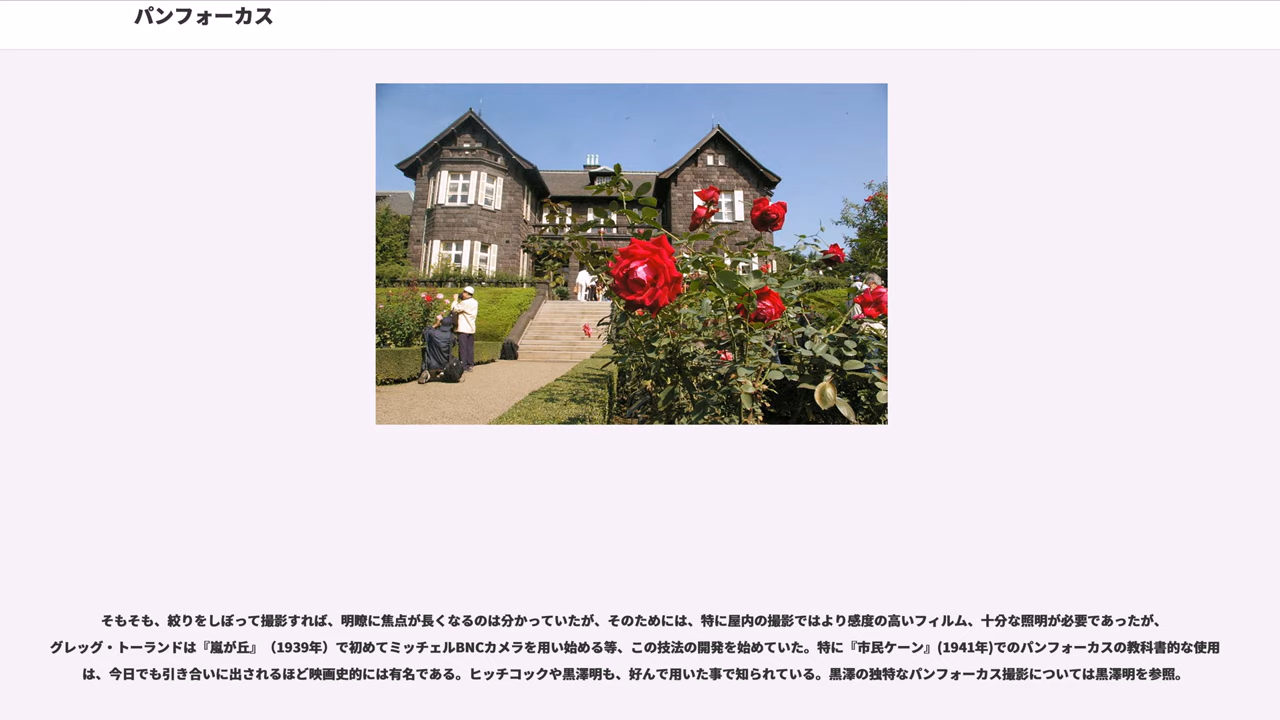 パンフォーカス
そもそも、絞りをしぼって撮影すれば、明瞭に焦点が長くなるのは分かっていたが、そのためには、特に屋内の撮影ではより感度の高いフィルム、十分な照明が必要であったが、
グレッグ・トーランドは『嵐が丘』（1939年）で初めてミッチェルBNCカメラを用い始める等、この技法の開発を始めていた。特に『市民ケーン』(1941年)でのパンフォーカスの教科書的な使用
は、今日でも引き合いに出されるほど映画史的には有名である。ヒッチコックや黒澤明も、好んで用いた事で知られている。黒澤の独特なパンフォーカス撮影については黒澤明を参照。